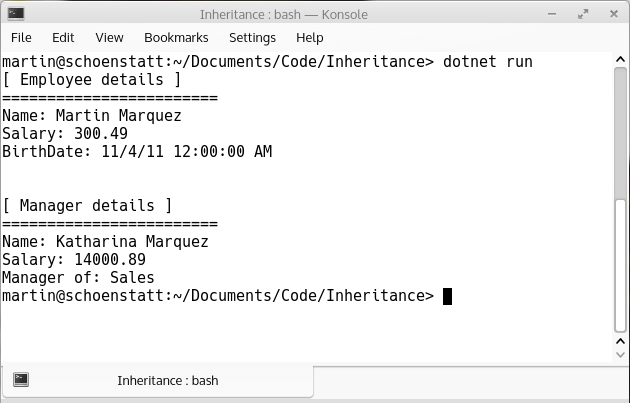 Inheritance : bash — Konsole
File Edit View Bookmarks Settings Help
martin@schoenstatt:~/Documents/Code/Inheritance> dotnet run
[ Employee details ]
========================
Name: Martin Marquez
Salary: 300.49
BirthDate: 11/4/11 12:00:00 AM
[ Manager details ]
========================
Name: Katharina Marquez
Salary: 14000.89
Manager of: Sales
martin@schoenstatt:~/Documents/Code/Inheritance>
Inheritance : bash